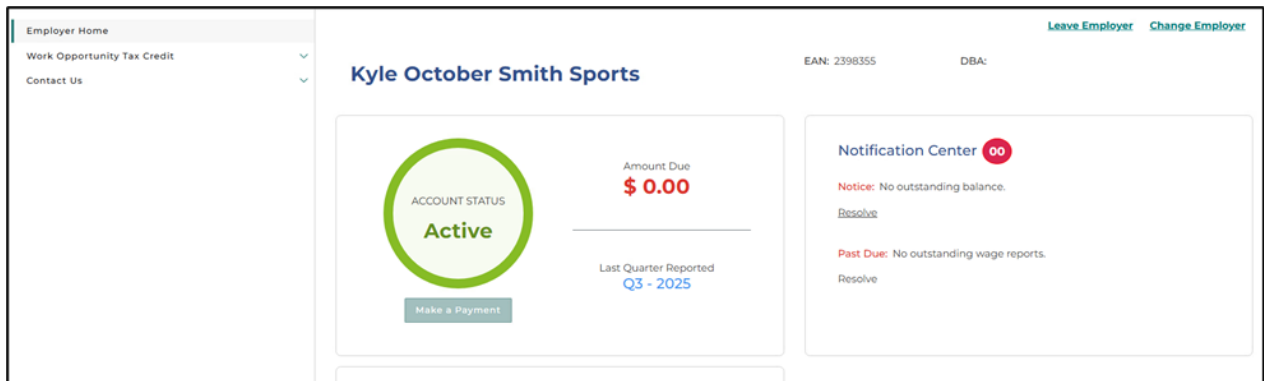 Employer Home
Work Opportunity Tax Credit
Contact Us
Leave Employer Change Employer
Kyle October Smith Sports
EAN: 2398355 DBA:
ACCOUNT STATUS
Active
Make a Payment
Amount Due
$ 0.00
Last Quarter Reported
Q3 - 2025
Notification Center 00
Notice: No outstanding balance.
Resolve
Past Due: No outstanding wage reports.
Resolve